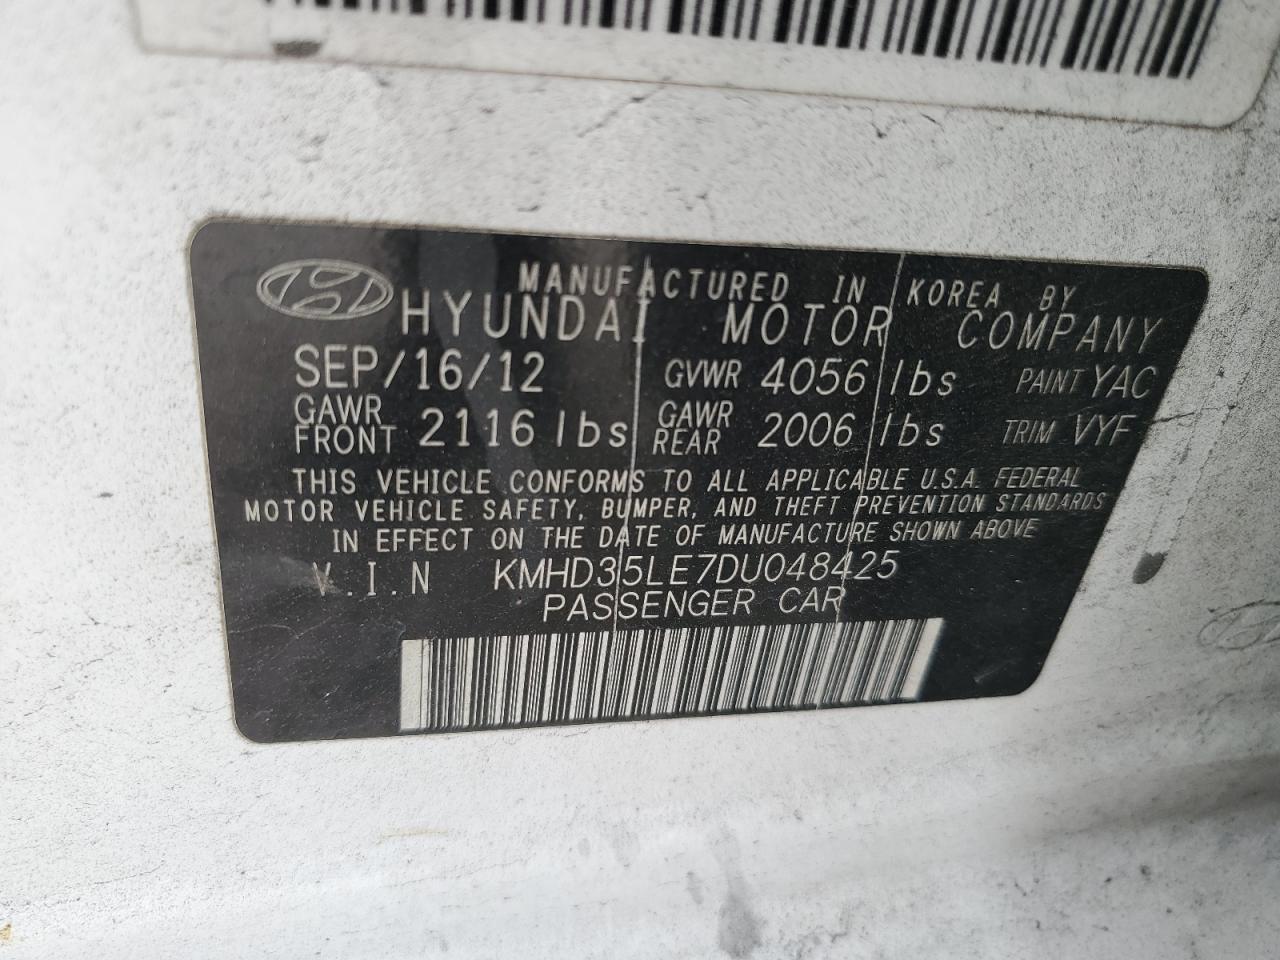 MANUFACTURED IN KOREA BY
HYUNDAI MOTOR COMPANY
SEP/16/12 GVWR 4056 lbs PAINT YAC
GAWR FRONT 2116 lbs GAWR REAR 2006 lbs TRIM VYF
THIS VEHICLE CONFORMS TO ALL APPLICABLE U.S.A. FEDERAL
MOTOR VEHICLE SAFETY, BUMPER, AND THEFT PREVENTION STANDARDS
IN EFFECT ON THE DATE OF MANUFACTURE SHOWN ABOVE
V.I.N KMHD35LE7DU048425
PASSENGER CAR